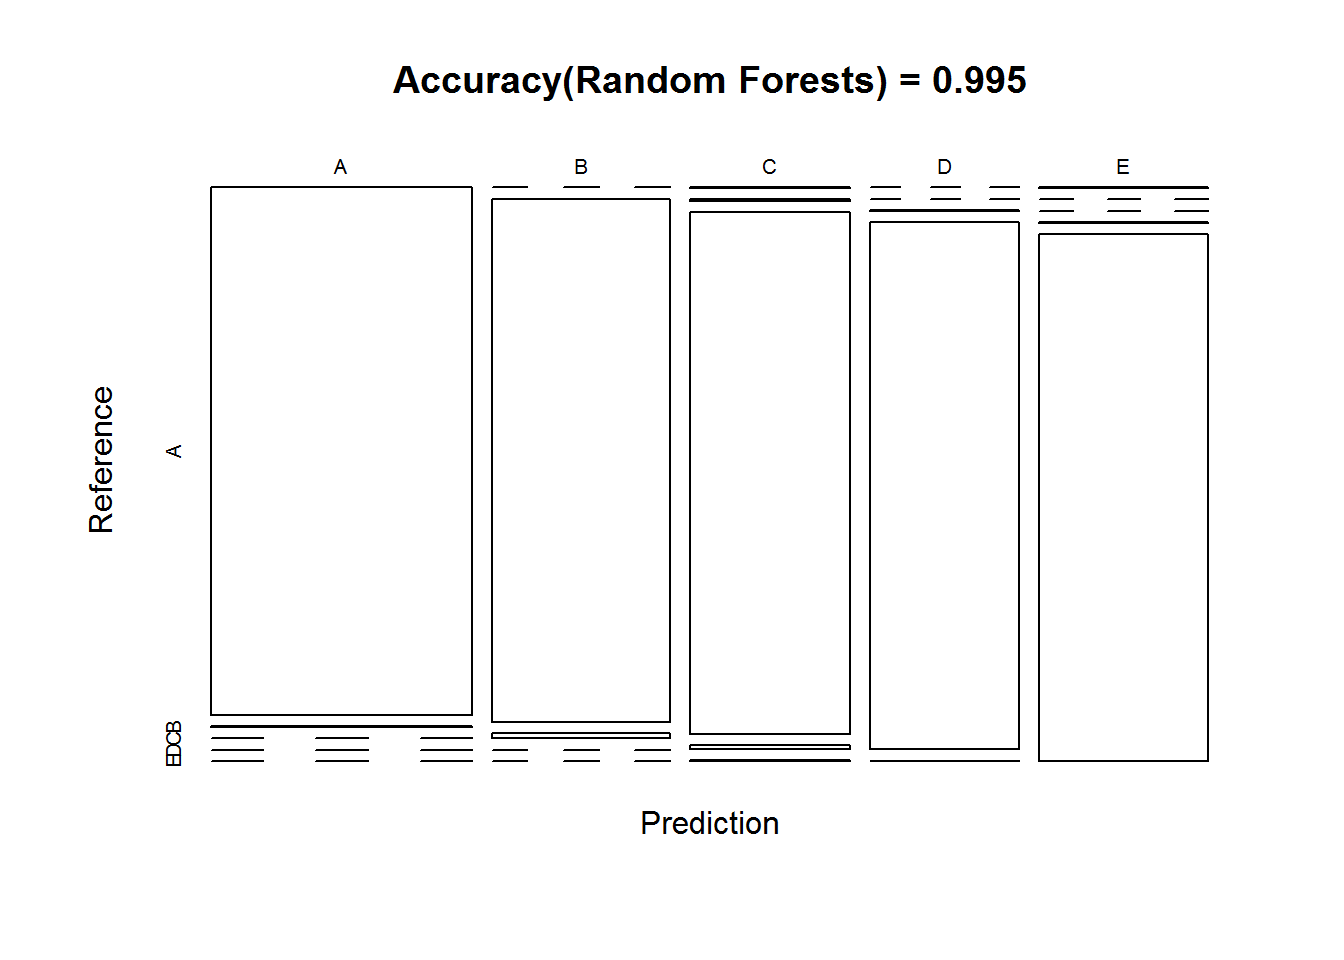 Accuracy(Random Forests) = 0.995
A B C D E
Reference
A
EDCB
Prediction